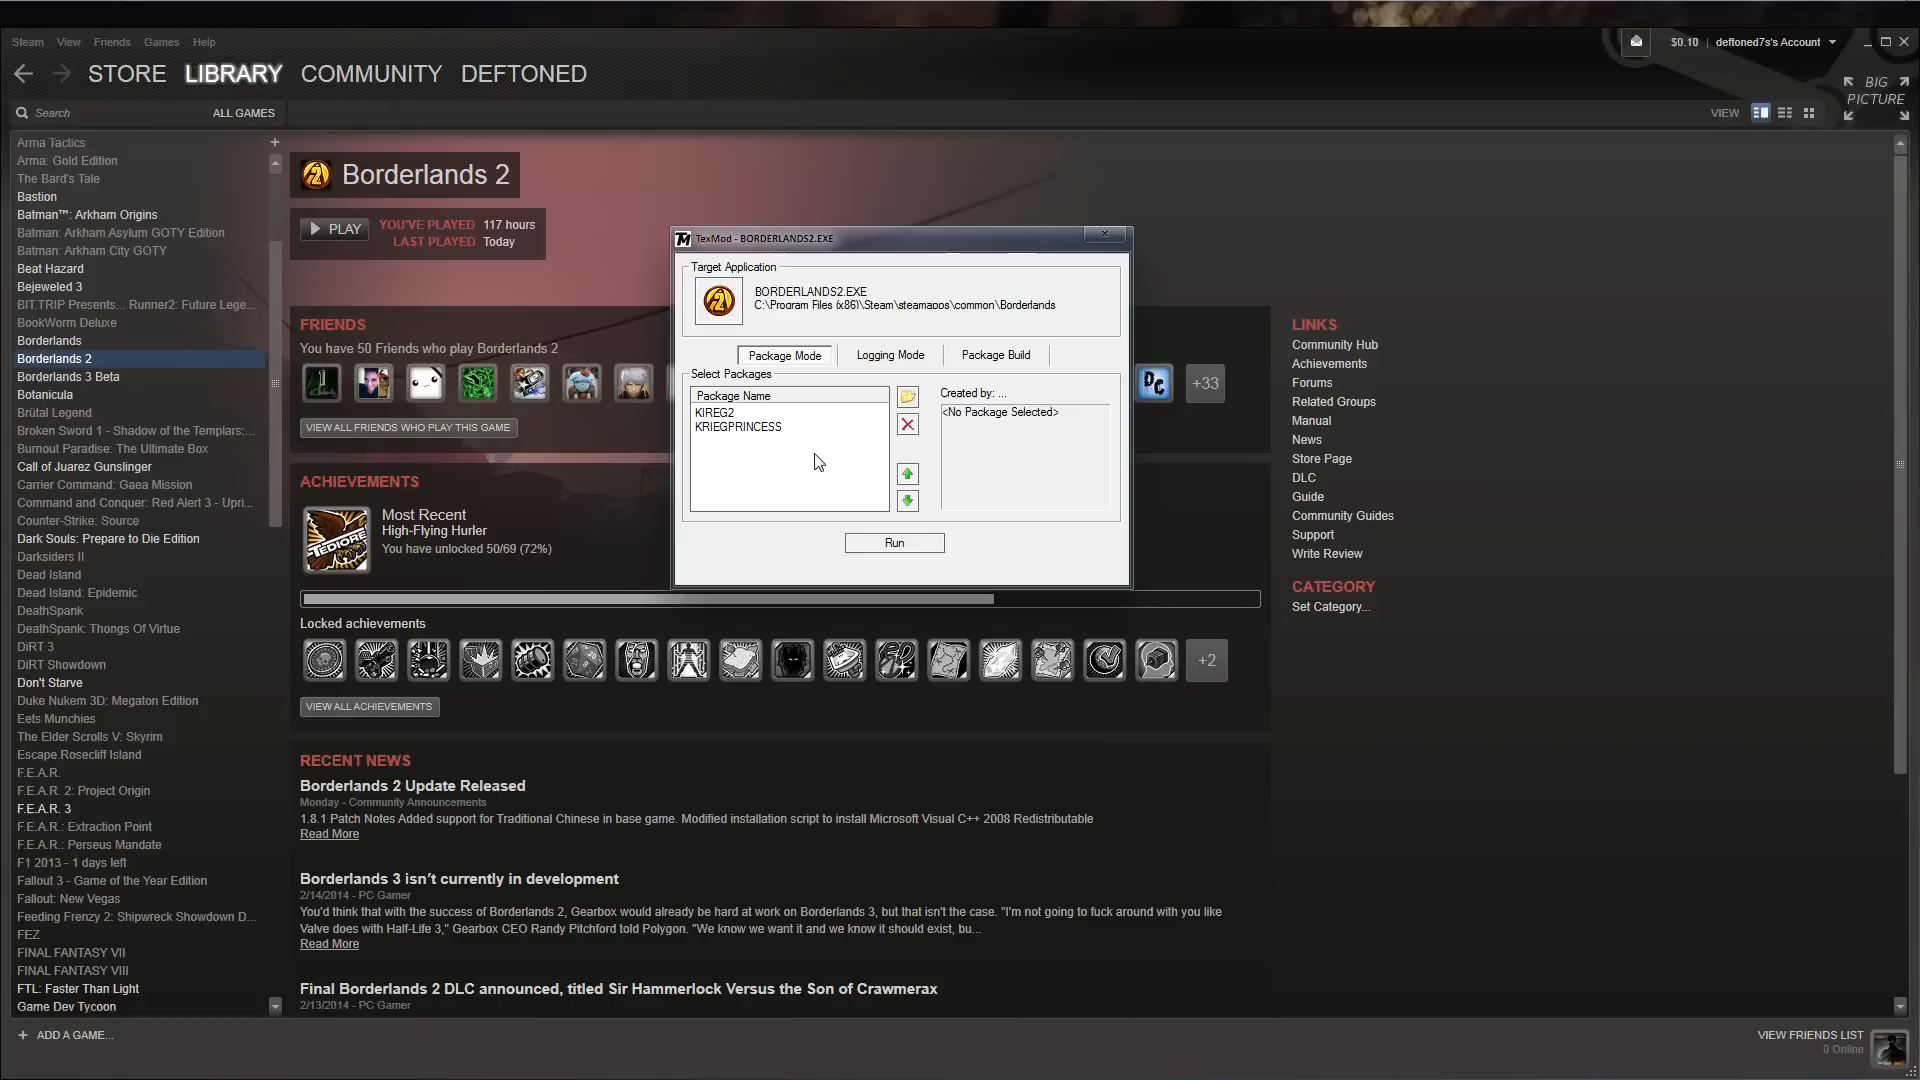 Steam View Friends Games Help
$0.10 deftoned7s's Account
STORE LIBRARY COMMUNITY DEFTONED
BIG PICTURE
Search ALL GAMES
VIEW
Arma Tactics
Arma: Gold Edition
The Bard's Tale
Bastion
Batman™: Arkham Origins
Batman: Arkham Asylum GOTY Edition
Batman: Arkham City GOTY
Beat Hazard
Bejeweled 3
BIT.TRIP Presents... Runner2: Future Lege...
BookWorm Deluxe
Borderlands
Borderlands 2
Borderlands 3 Beta
Botanicula
Brütal Legend
Broken Sword 1 - Shadow of the Templars:...
Burnout Paradise: The Ultimate Box
Call of Juarez Gunslinger
Carrier Command: Gaea Mission
Command and Conquer: Red Alert 3 - Upri...
Counter-Strike: Source
Dark Souls: Prepare to Die Edition
Darksiders II
Dead Island
Dead Island: Epidemic
DeathSpank
DeathSpank: Thongs Of Virtue
DiRT 3
DiRT Showdown
Don't Starve
Duke Nukem 3D: Megaton Edition
Eets Munchies
The Elder Scrolls V: Skyrim
Escape Rosecliff Island
F.E.A.R.
F.E.A.R. 2: Project Origin
F.E.A.R. 3
F.E.A.R.: Extraction Point
F.E.A.R.: Perseus Mandate
F1 2013 - 1 days left
Fallout 3 - Game of the Year Edition
Fallout: New Vegas
Feeding Frenzy 2: Shipwreck Showdown D...
FEZ
FINAL FANTASY VII
FINAL FANTASY VIII
FTL: Faster Than Light
Game Dev Tycoon
+ ADD A GAME...
Borderlands 2
PLAY
YOU'VE PLAYED 117 hours
LAST PLAYED Today
FRIENDS
You have 50 Friends who play Borderlands 2
DC
+33
VIEW ALL FRIENDS WHO PLAY THIS GAME
ACHIEVEMENTS
TEDIORE
Most Recent
High-Flying Hurler
You have unlocked 50/69 (72%)
Locked achievements
+2
VIEW ALL ACHIEVEMENTS
RECENT NEWS
Borderlands 2 Update Released
Monday - Community Announcements
1.8.1 Patch Notes Added support for Traditional Chinese in base game. Modified installation script to install Microsoft Visual C++ 2008 Redistributable
Read More
Borderlands 3 isn't currently in development
2/14/2014 - PC Gamer
You'd think that with the success of Borderlands 2, Gearbox would already be hard at work on Borderlands 3, but that isn't the case. "I'm not going to fuck around with you like
Valve does with Half-Life 3," Gearbox CEO Randy Pitchford told Polygon. "We know we want it and we know it should exist, bu...
Read More
Final Borderlands 2 DLC announced, titled Sir Hammerlock Versus the Son of Crawmerax
2/13/2014 - PC Gamer
TexMod - BORDERLANDS2.EXE
Target Application
BORDERLANDS2.EXE
C:\Program Files (x86)\Steam\steamapps\common\Borderlands
Package Mode Logging Mode Package Build
Select Packages
Package Name
KIREG2
KRIEGPRINCESS
Created by: ...
<No Package Selected>
Run
LINKS
Community Hub
Achievements
Forums
Related Groups
Manual
News
Store Page
DLC
Guide
Community Guides
Support
Write Review
CATEGORY
Set Category...
VIEW FRIENDS LIST
0 Online